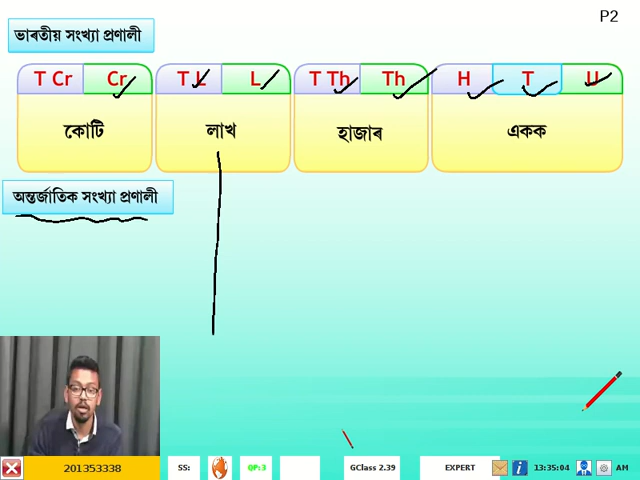 P2
ভাৰতীয় সংখ্যা প্ৰণালী
T Cr Cr T L L T Th Th H T U
কোটি লাখ হাজাৰ একক
অন্তৰ্জাতিক সংখ্যা প্ৰণালী
201353338 SS: QP:3 GClass 2.39 EXPERT 13:35:04 AM